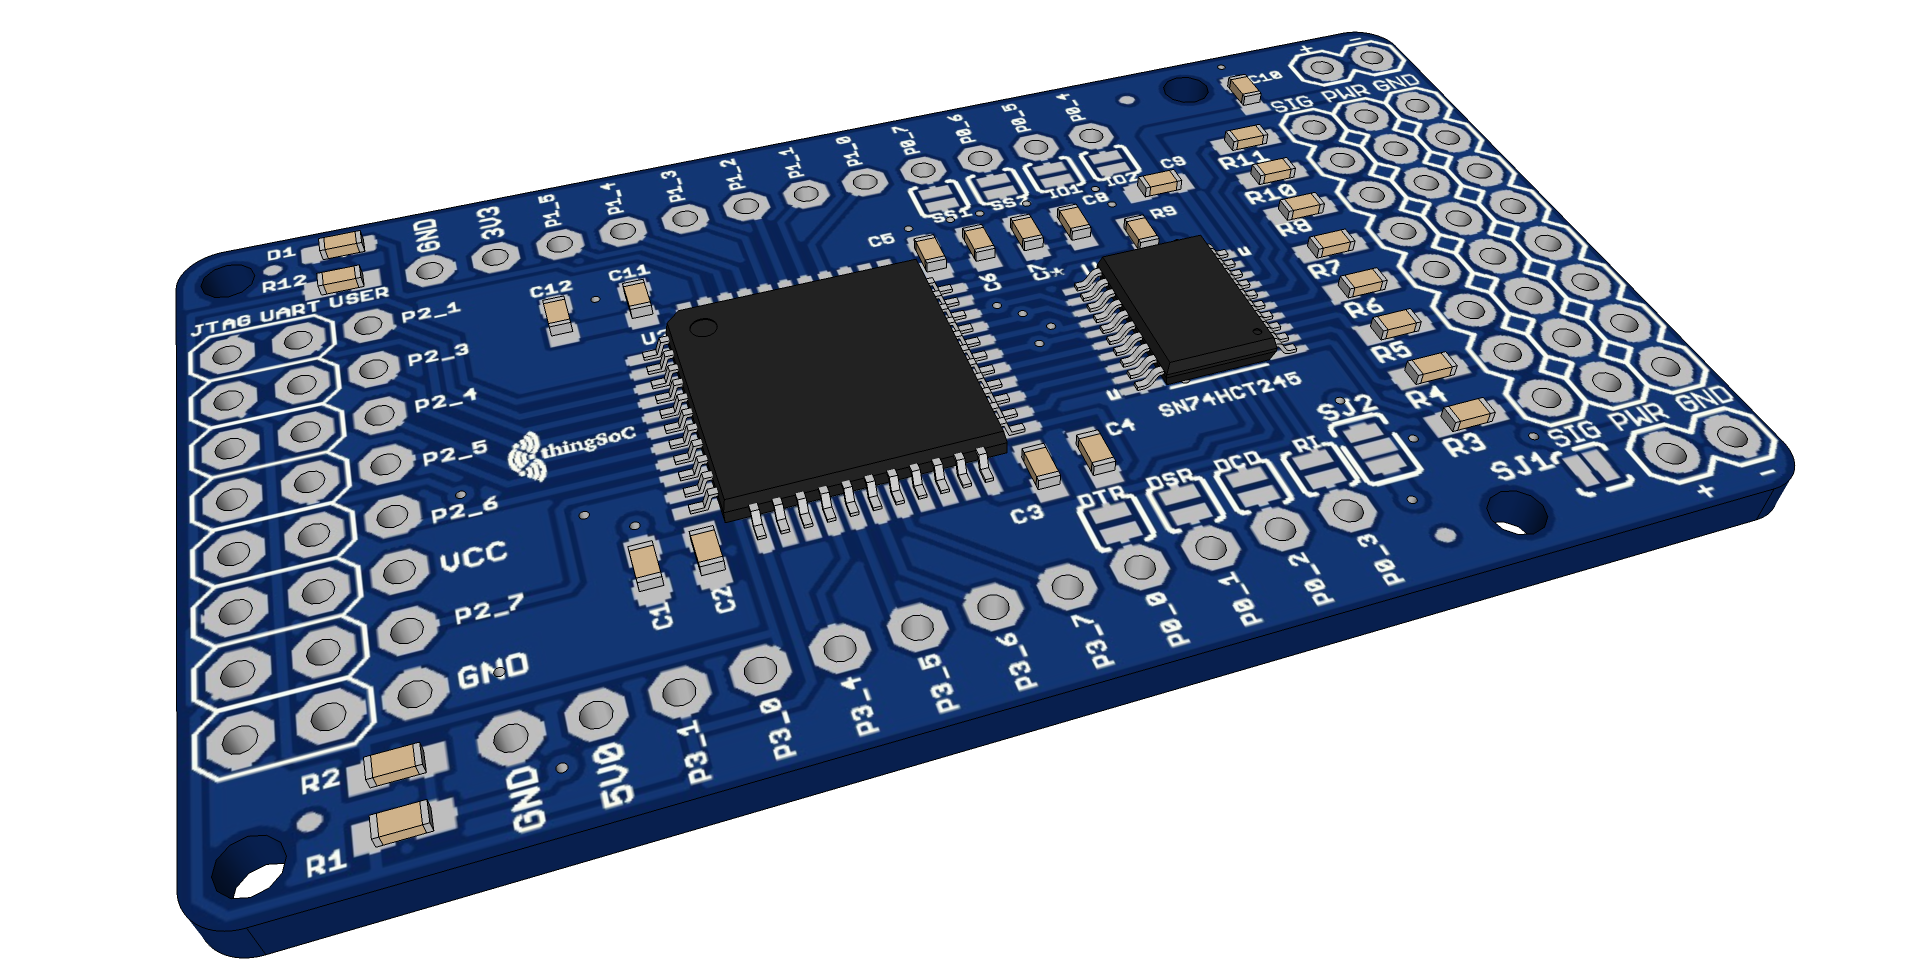 + -
C10
SIG PWR GND
P0_4
P0_5
P0_6
P0_7
P1_0
P1_1
P1_2
P1_3
P1_4
P1_5
3V3
GND
D1
R12
JTAG UART USER
SS1
SS2
IO1
IO2
C9
C8
R9
C5
C6
C11
C12
R11
R10
R8
R7
R6
R5
R4
R3
P2_1
P2_3
P2_4
P2_5
P2_6
VCC
P2_7
GND
thingSoC
SN74HCT245
SJ2
C4
C3
DTR
DSR
DCD
RI
SIG PWR GND
SJ1
+ -
C1
C2
P0_3
P0_2
P0_1
P0_0
P3_7
P3_6
P3_5
P3_4
P3_0
P3_1
5V0
GND
R2
R1